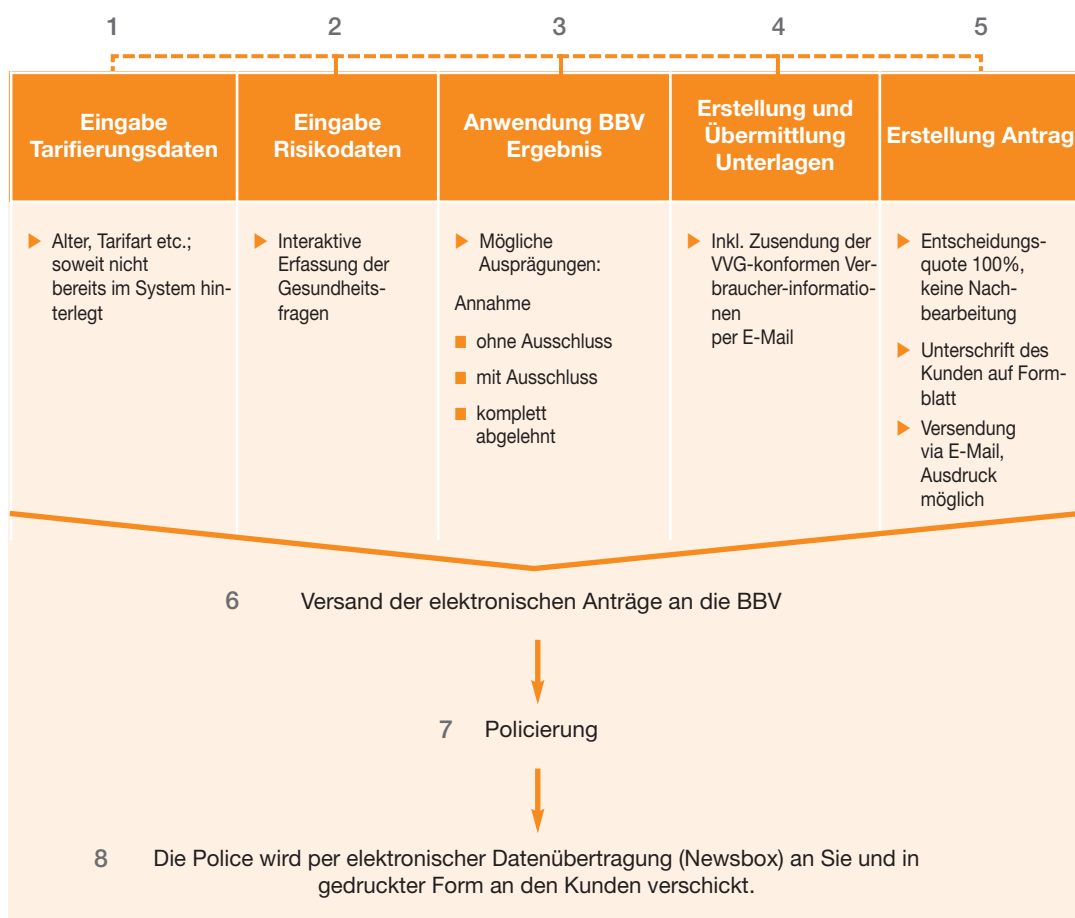 1 2 3 4 5
Eingabe
Tarifierungsdaten
Eingabe
Risikodaten
Anwendung BBV
Ergebnis
Erstellung und
Übermittlung
Unterlagen
Erstellung Antrag
Alter, Tarifart etc.;
soweit nicht
bereits im System hin-
terlegt
Interaktive
Erfassung der
Gesundheits-
fragen
Mögliche
Ausprägungen:
Annahme
ohne Ausschluss
mit Ausschluss
komplett
abgelehnt
Inkl. Zusendung der
VVG-konformen Ver-
braucher-informatio-
nen
per E-Mail
Entscheidungs-
quote 100%,
keine Nach-
bearbeitung
Unterschrift des
Kunden auf Form-
blatt
Versendung
via E-Mail,
Ausdruck
möglich
6 Versand der elektronischen Anträge an die BBV
7 Policierung
8 Die Police wird per elektronischer Datenübertragung (Newsbox) an Sie und in
gedruckter Form an den Kunden verschickt.